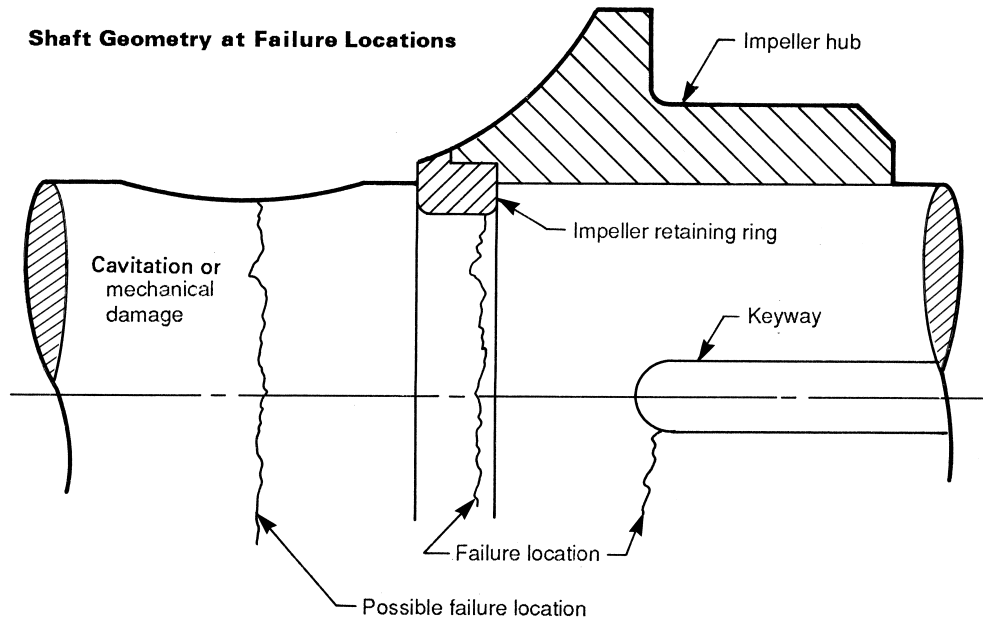 Shaft Geometry at Failure Locations
Impeller hub
Impeller retaining ring
Cavitation or
mechanical
damage
Keyway
Failure location
Possible failure location